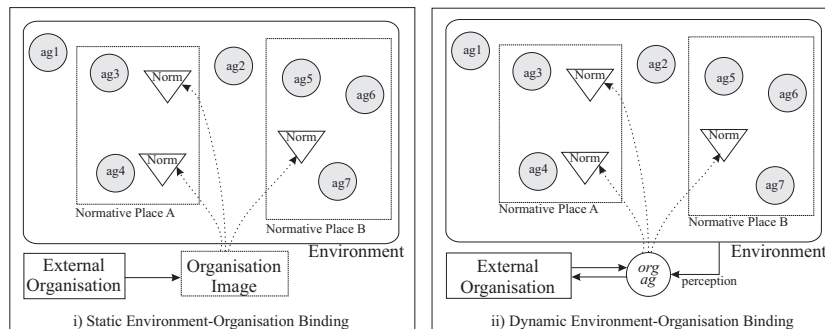 ag1
ag3
Norm
ag2
ag5
ag6
Norm
ag4
Norm
ag7
Normative Place A
Normative Place B
Environment
External
Organisation
Organisation
Image
i) Static Environment-Organisation Binding
ag1
ag3
Norm
ag2
ag5
ag6
Norm
ag4
Norm
ag7
Normative Place A
Normative Place B
Environment
External
Organisation
org
ag
perception
ii) Dynamic Environment-Organisation Binding